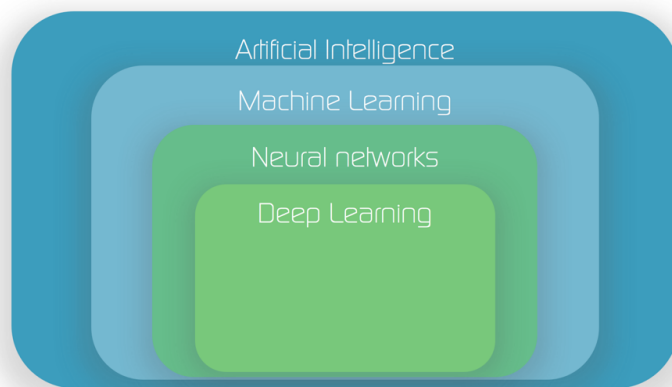 Artificial Intelligence
Machine Learning
Neural networks
Deep Learning